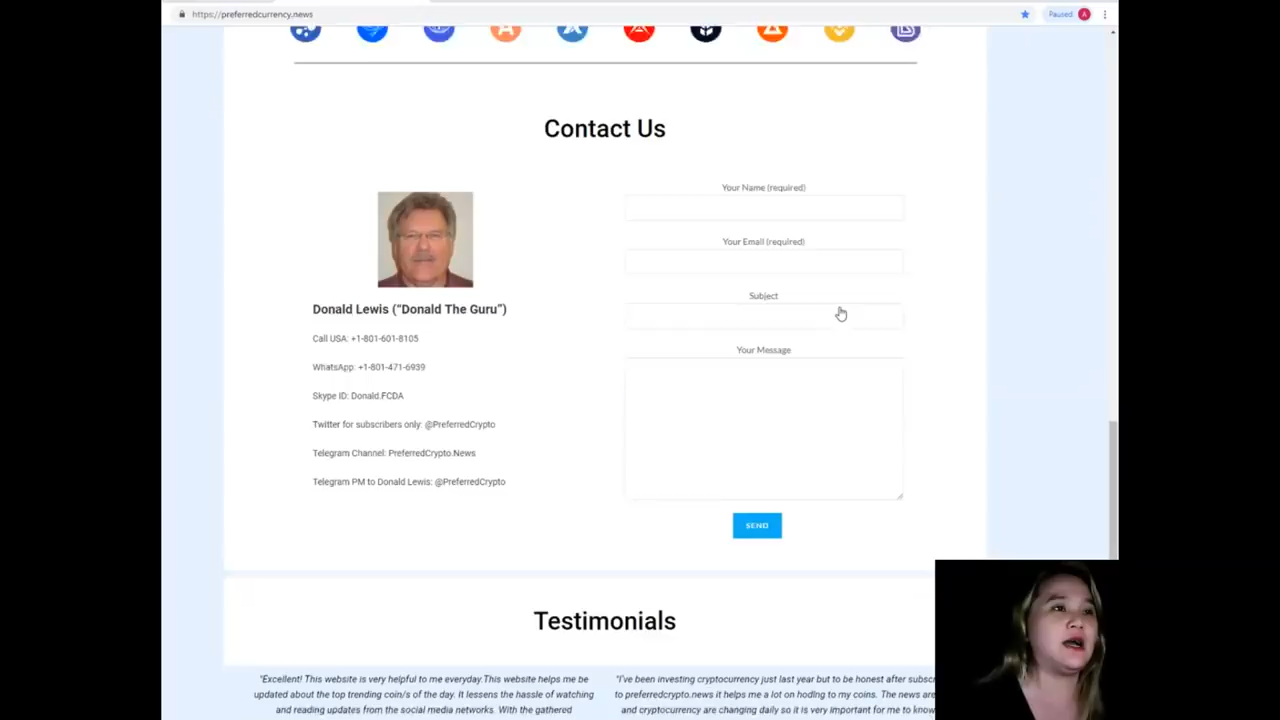 https://preferredcurrency.news
Paused
A
Contact Us
Your Name (required)
Your Email (required)
Subject
Your Message
SEND
Donald Lewis ("Donald The Guru")
Call USA: +1-801-601-8105
WhatsApp: +1-801-471-6939
Skype ID: Donald.FCDA
Twitter for subscribers only: @PreferredCrypto
Telegram Channel: PreferredCrypto.News
Telegram PM to Donald Lewis: @PreferredCrypto
Testimonials
"Excellent! This website is very helpful to me everyday.This website helps me be
updated about the top trending coin/s of the day. It lessens the hassle of watching
and reading updates from the social media networks. With the gathered
"I've been investing cryptocurrency just last year but to be honest after subscr
to preferredcrypto.news it helps me a lot on hodlng to my coins. The news are
and cryptocurrency are changing daily so it is very important for me to know